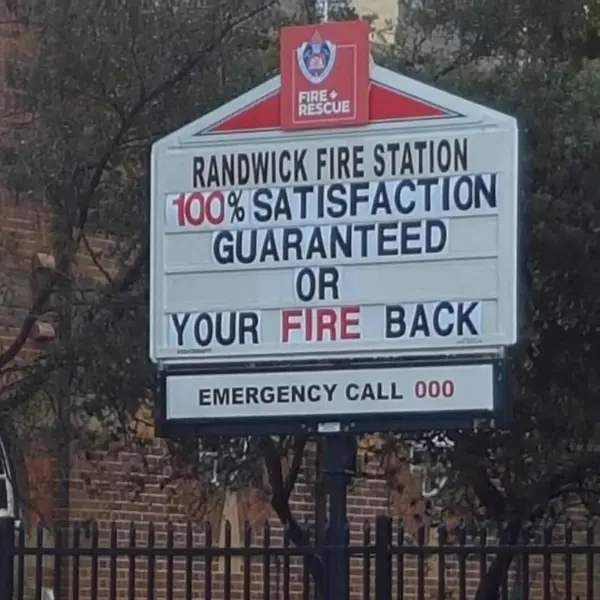 FIRE+
RESCUE
RANDWICK FIRE STATION
100% SATISFACTION
GUARANTEED
OR
YOUR FIRE BACK
EMERGENCY CALL 000